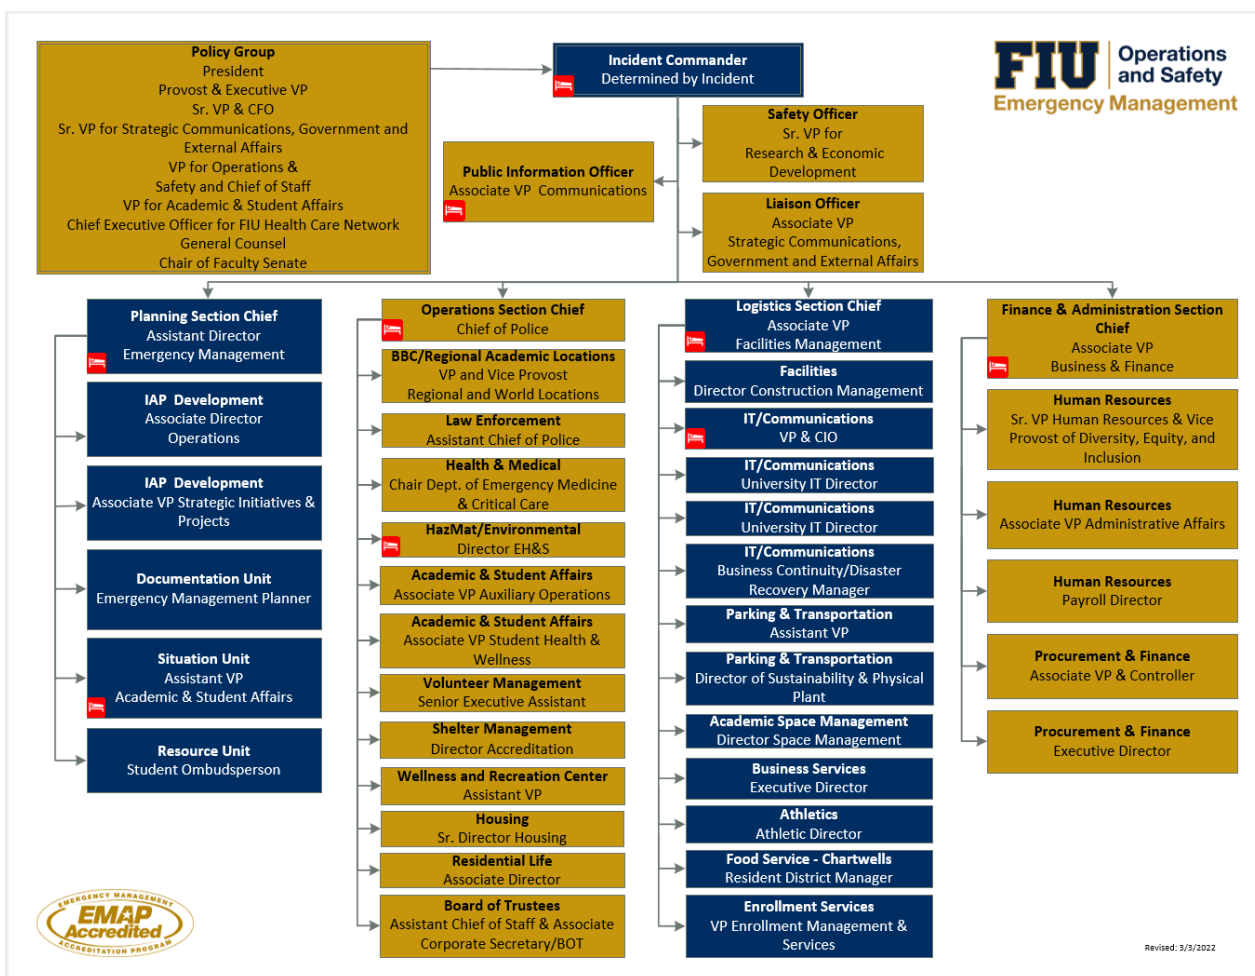 Policy Group
President
Provost & Executive VP
Sr. VP & CFO
Sr. VP for Strategic Communications, Government and
External Affairs
VP for Operations &
Safety and Chief of Staff
VP for Academic & Student Affairs
Chief Executive Officer for FIU Health Care Network
General Counsel
Chair of Faculty Senate
Incident Commander
Determined by Incident
FIU
Operations
and Safety
Emergency Management
Safety Officer
Sr. VP for
Research & Economic
Development
Public Information Officer
Associate VP Communications
Liaison Officer
Associate VP
Strategic Communications,
Government and External Affairs
Planning Section Chief
Assistant Director
Emergency Management
IAP Development
Associate Director
Operations
IAP Development
Associate VP Strategic Initiatives &
Projects
Documentation Unit
Emergency Management Planner
Situation Unit
Assistant VP
Academic & Student Affairs
Resource Unit
Student Ombudsperson
Operations Section Chief
Chief of Police
BBC/Regional Academic Locations
VP and Vice Provost
Regional and World Locations
Law Enforcement
Assistant Chief of Police
Health & Medical
Chair Dept. of Emergency Medicine
& Critical Care
HazMat/Environmental
Director EH&S
Academic & Student Affairs
Associate VP Auxiliary Operations
Academic & Student Affairs
Associate VP Student Health &
Wellness
Volunteer Management
Senior Executive Assistant
Shelter Management
Director Accreditation
Wellness and Recreation Center
Assistant VP
Housing
Sr. Director Housing
Residential Life
Associate Director
Board of Trustees
Assistant Chief of Staff & Associate
Corporate Secretary/BOT
Logistics Section Chief
Associate VP
Facilities Management
Facilities
Director Construction Management
IT/Communications
VP & CIO
IT/Communications
University IT Director
IT/Communications
University IT Director
IT/Communications
Business Continuity/Disaster
Recovery Manager
Parking & Transportation
Assistant VP
Parking & Transportation
Director of Sustainability & Physical
Plant
Academic Space Management
Director Space Management
Business Services
Executive Director
Athletics
Athletic Director
Food Service - Chartwells
Resident District Manager
Enrollment Services
VP Enrollment Management &
Services
Finance & Administration Section
Chief
Associate VP
Business & Finance
Human Resources
Sr. VP Human Resources & Vice
Provost of Diversity, Equity, and
Inclusion
Human Resources
Associate VP Administrative Affairs
Human Resources
Payroll Director
Procurement & Finance
Associate VP & Controller
Procurement & Finance
Executive Director
EMERGENCY MANAGEMENT
EMAP
Accredited
ACCREDITATION PROGRAM
Revised: 3/3/2022